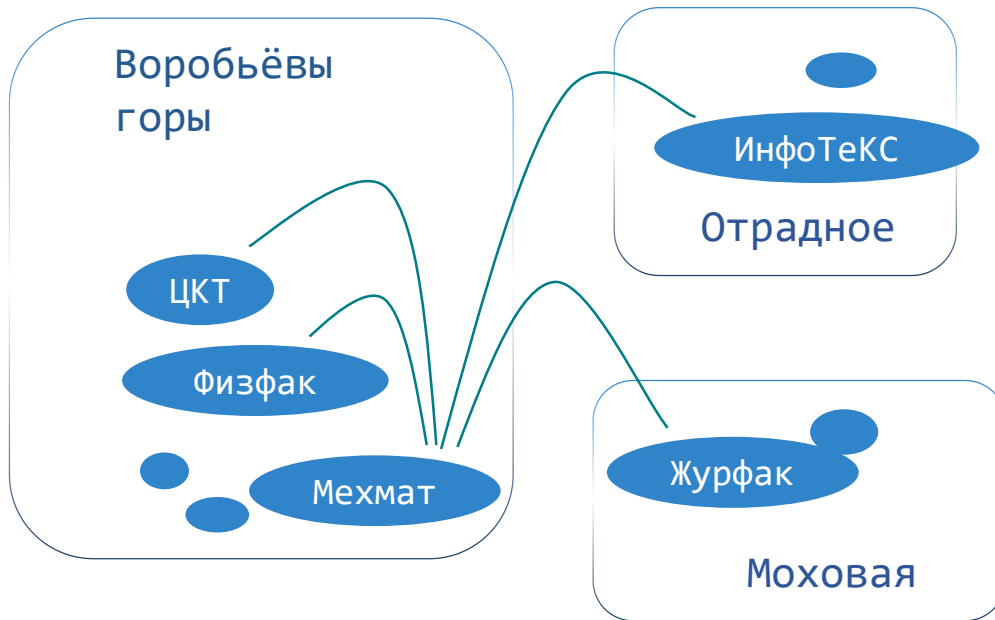 Воробьёвы
горы
ЦКТ
Физфак
Мехмат
ИнфоТеКС
Отрадное
Журфак
Моховая